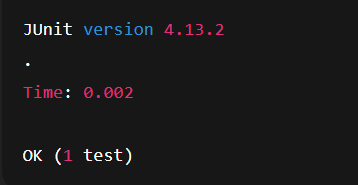 JUnit version 4.13.2
.
Time: 0.002
OK (1 test)